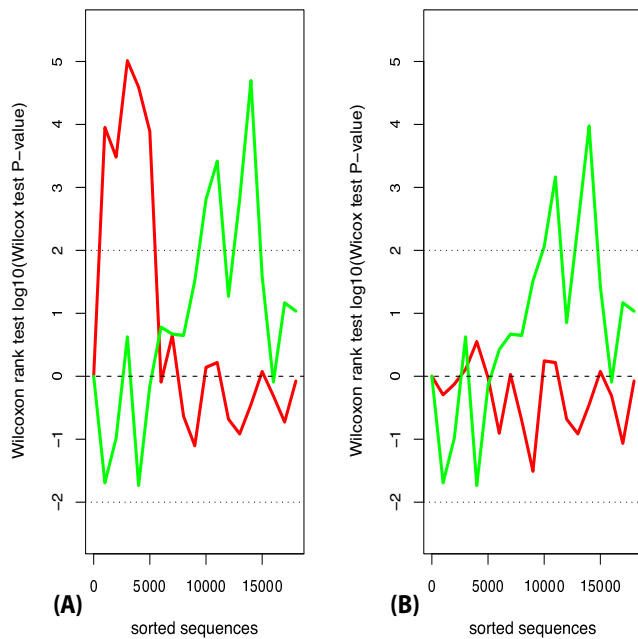 Wilcoxon rank test log10(Wilcox test P-value)
5
4
3
2
1
0
-1
-2
0 5000 10000 15000
(A)
sorted sequences
Wilcoxon rank test log10(Wicox test P-value)
5
4
3
2
1
0
-1
-2
0 5000 10000 15000
(B)
sorted sequences